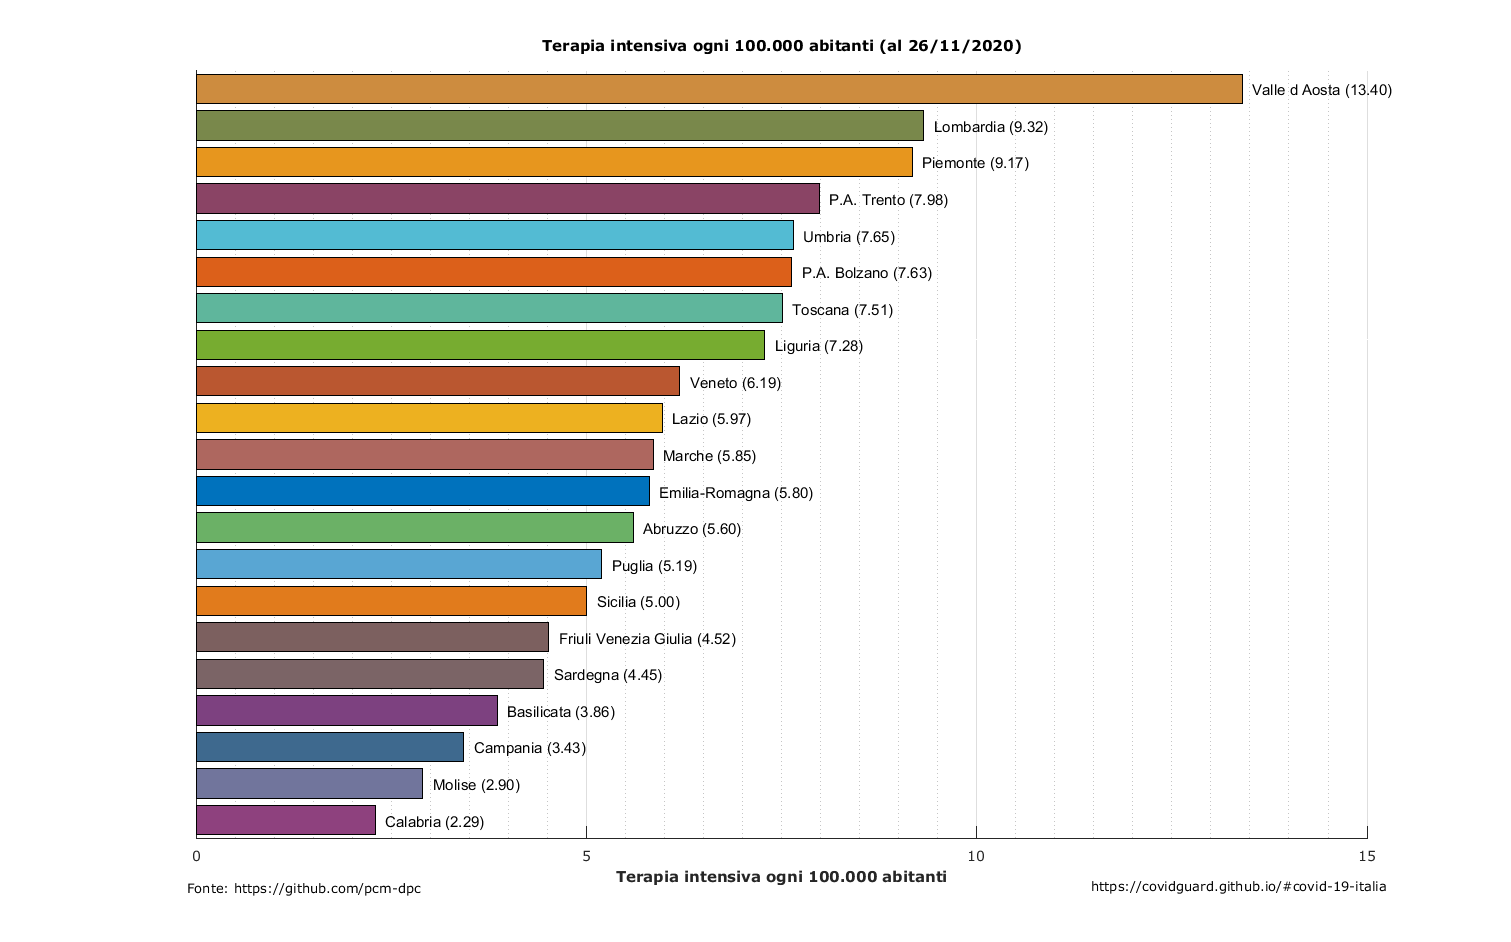 Terapia intensiva ogni 100.000 abitanti (al 26/11/2020)
Valle d Aosta (13.40)
Lombardia (9.32)
Piemonte (9.17)
P.A. Trento (7.98)
Umbria (7.65)
P.A. Bolzano (7.63)
Toscana (7.51)
Liguria (7.28)
Veneto (6.19)
Lazio (5.97)
Marche (5.85)
Emilia-Romagna (5.80)
Abruzzo (5.60)
Puglia (5.19)
Sicilia (5.00)
Friuli Venezia Giulia (4.52)
Sardegna (4.45)
Basilicata (3.86)
Campania (3.43)
Molise (2.90)
Calabria (2.29)
0 5 10 15
Terapia intensiva ogni 100.000 abitanti
Fonte: https://github.com/pcm-dpc
https://covidguard.github.io/#covid-19-italia